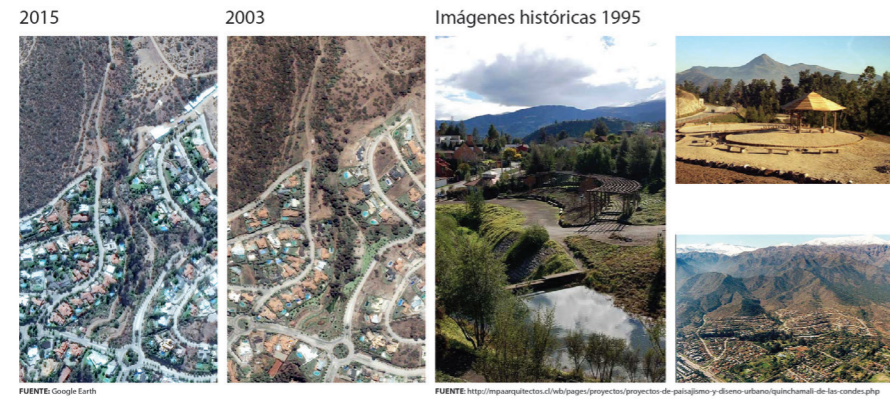 2015
2003
Imágenes históricas 1995
FUENTE: Google Earth
FUENTE: http://mpaarquitectos.cl/wb/pages/proyectos/proyectos-de-paisajismo-y-diseno-urbano/quinchamali-de-las-condes.php